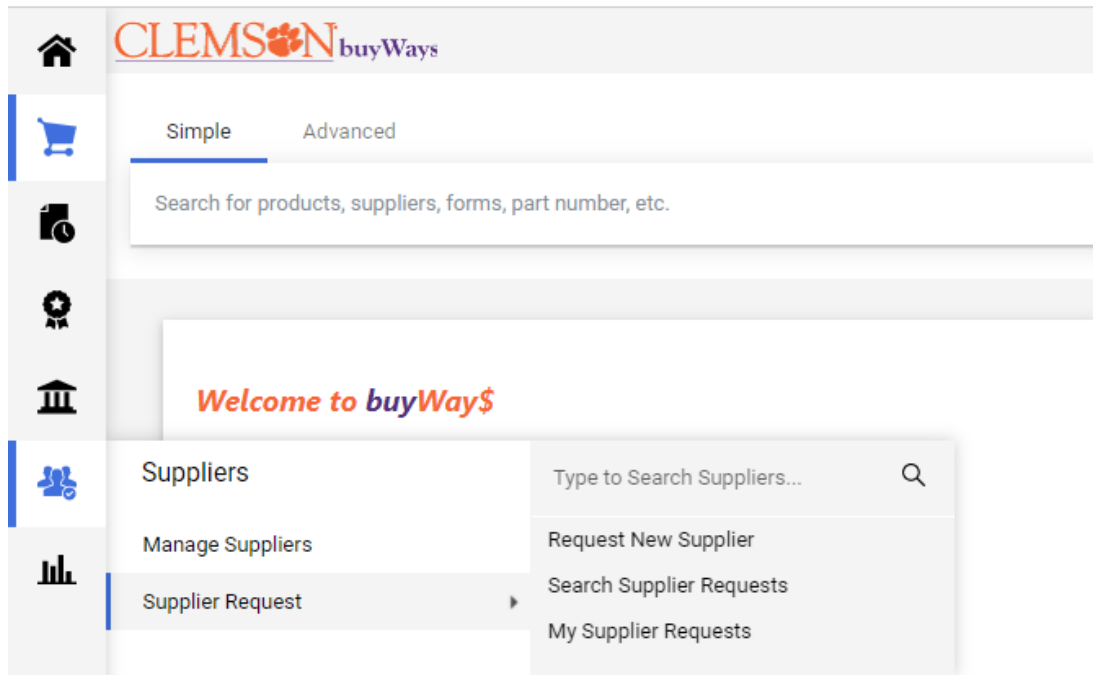 CLEMSON buyWays
Simple Advanced
Search for products, suppliers, forms, part number, etc.
Welcome to buyWay$
Suppliers
Type to Search Suppliers...
Manage Suppliers
Supplier Request
Request New Supplier
Search Supplier Requests
My Supplier Requests